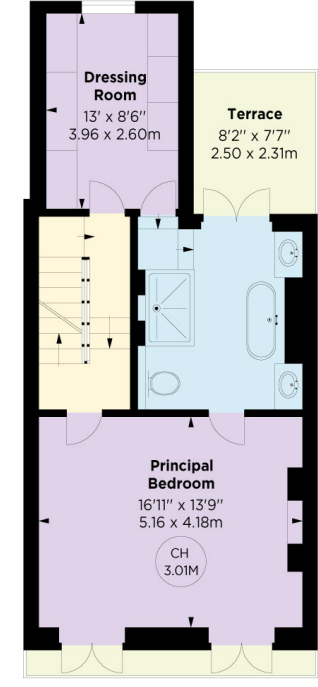 Dressing
Room
13' x 8'6"
3.96 x 2.60m
Terrace
8'2" x 7'7"
2.50 x 2.31m
Principal
Bedroom
16'11" x 13'9"
5.16 x 4.18m
CH
3.01M